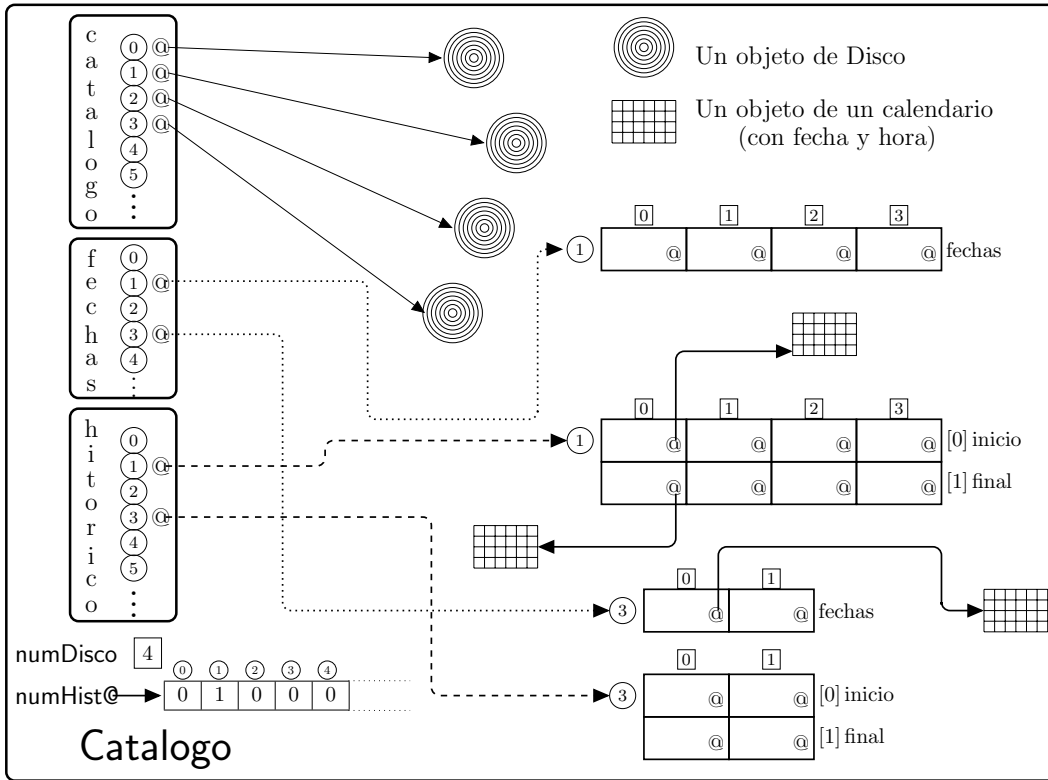 catalogo
0 @
1 @
2 @
3 @
4
5
Un objeto de Disco
Un objeto de un calendario
(con fecha y hora)
fechas
0
1 @
2
3 @
4
0 1 2 3
1 @ @ @ @ fechas
hitorico
0
1 @
2
3 @
4
5
0 1 2 3
1 @ @ @ @ [0] inicio
@ @ @ @ [1] final
0 1
3 @ @ fechas
0 1
3 @ @ [0] inicio
@ @ [1] final
numDisco 4
0 1 2 3 4
numHist@ 0 1 0 0 0
Catalogo